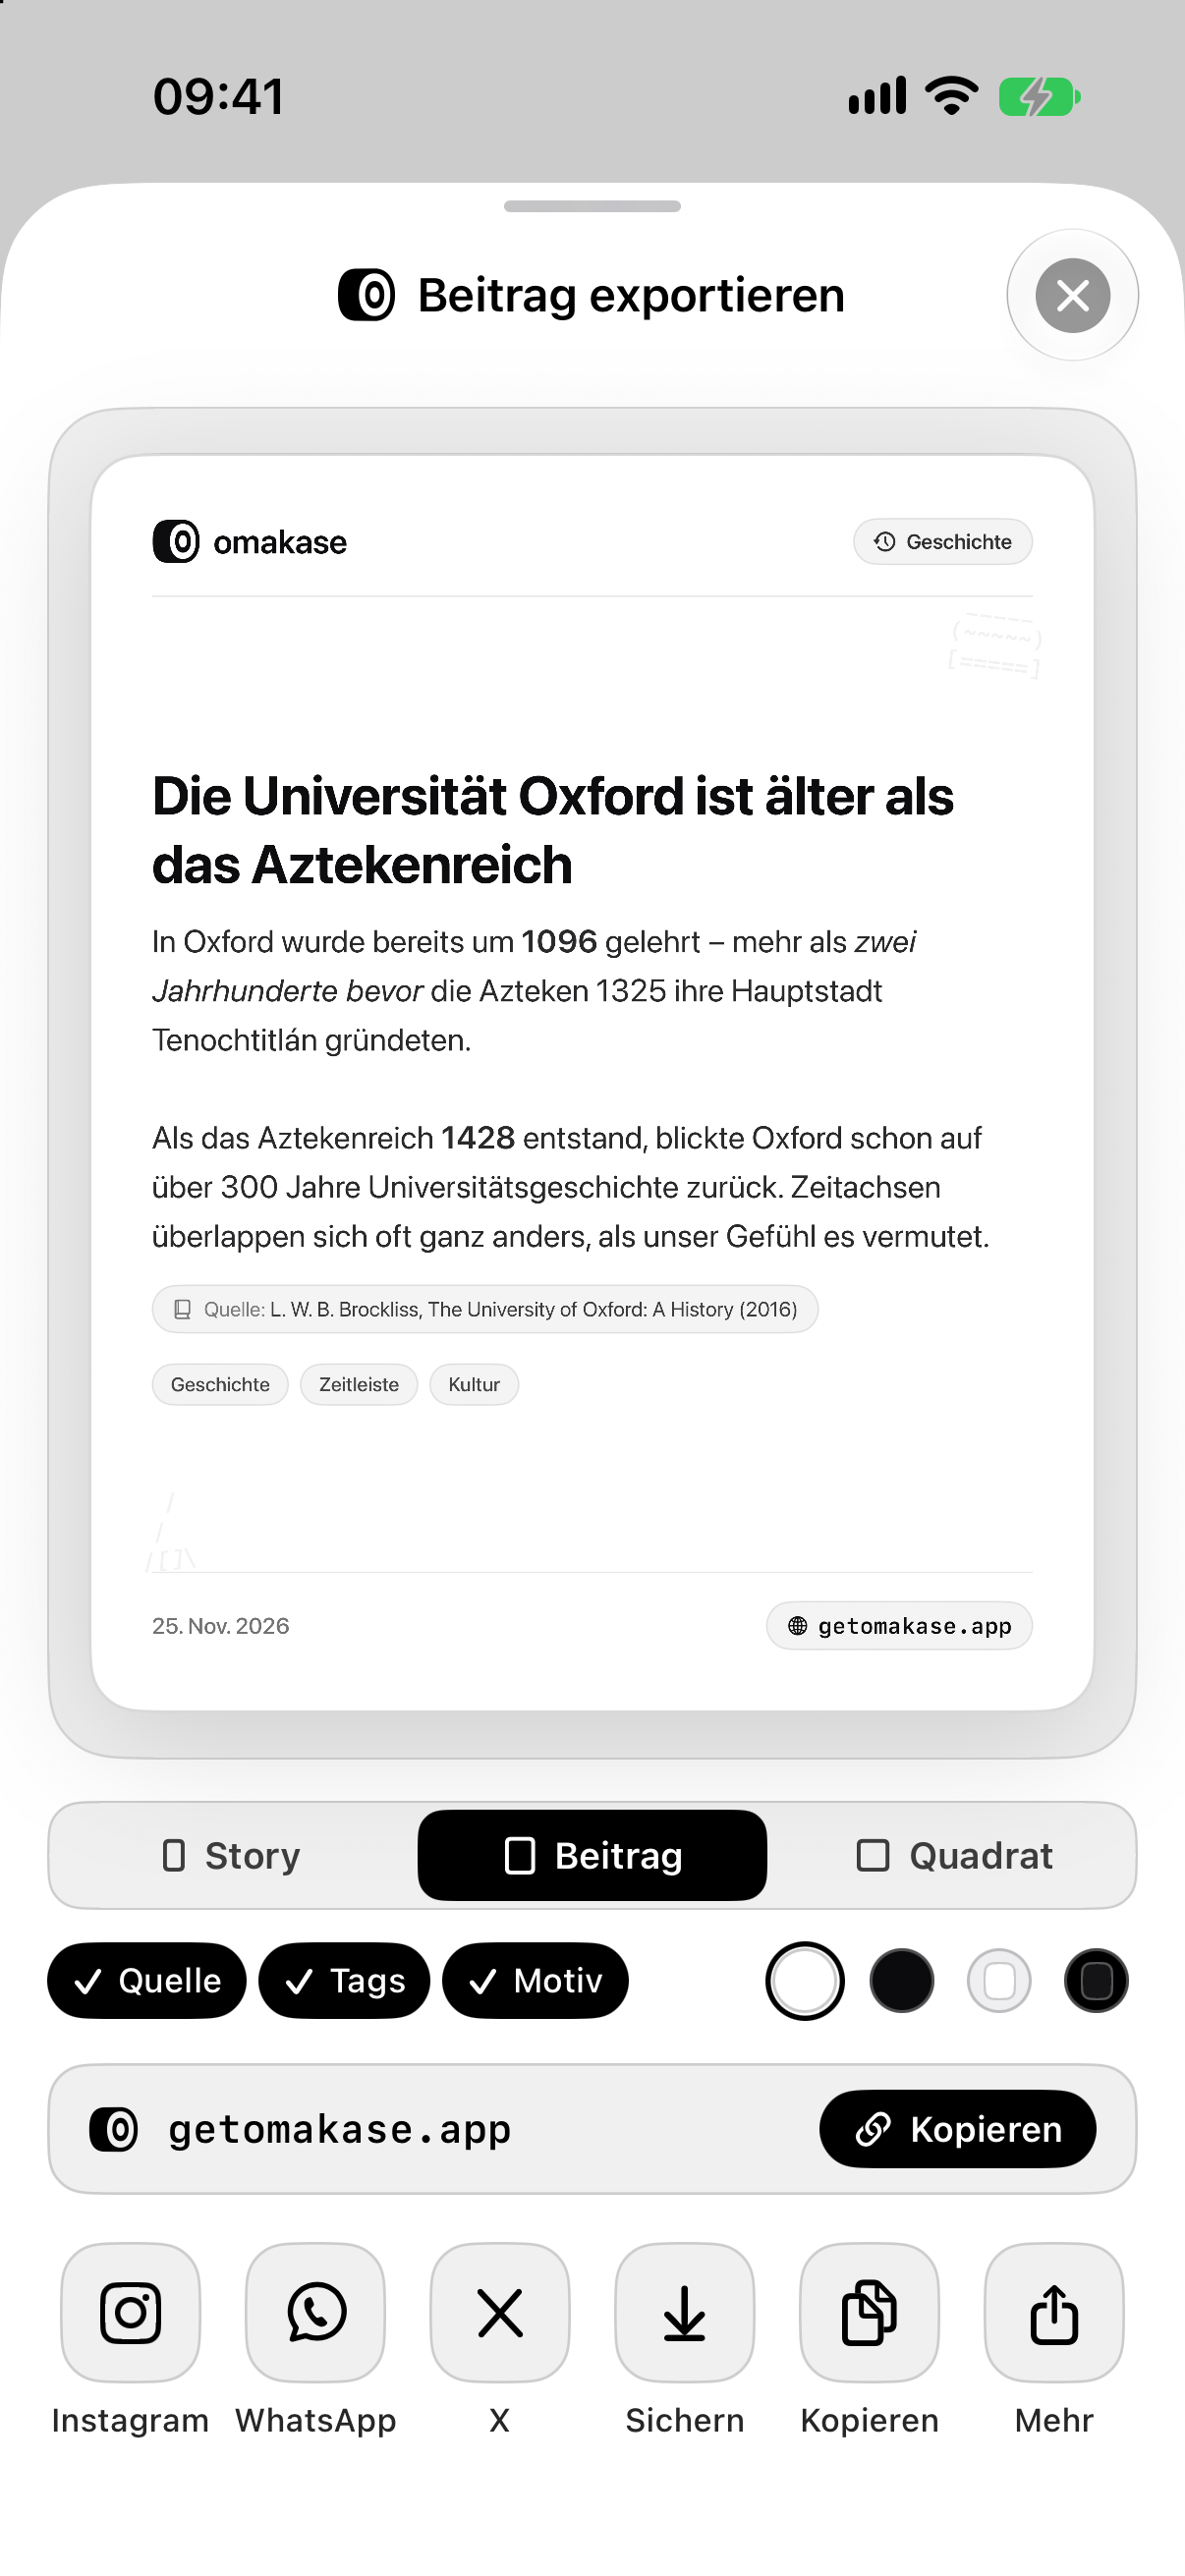 09:41
Beitrag exportieren
omakase
Geschichte
_____
(~~~~~)
[=====]
Die Universität Oxford ist älter als
das Aztekenreich
In Oxford wurde bereits um 1096 gelehrt – mehr als zwei
Jahrhunderte bevor die Azteken 1325 ihre Hauptstadt
Tenochtitlán gründeten.
Als das Aztekenreich 1428 entstand, blickte Oxford schon auf
über 300 Jahre Universitätsgeschichte zurück. Zeitachsen
überlappen sich oft ganz anders, als unser Gefühl es vermutet.
Quelle: L. W. B. Brockliss, The University of Oxford: A History (2016)
Geschichte Zeitleiste Kultur
/
/
/[]\
25. Nov. 2026
getomakase.app
Story Beitrag Quadrat
Quelle Tags Motiv
getomakase.app
Kopieren
Instagram WhatsApp X Sichern Kopieren Mehr